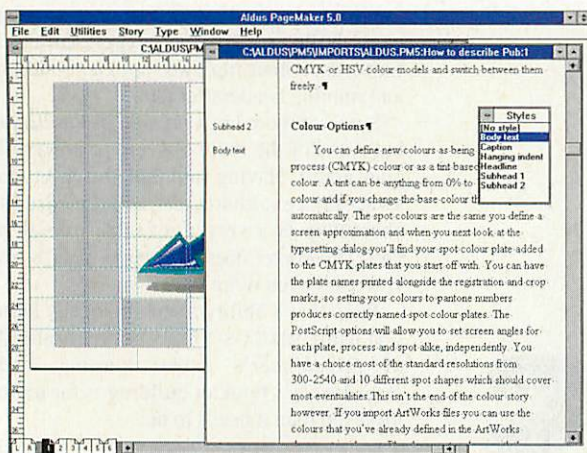 Aldus PageMaker 5.0
File Edit Utilities Story Type Window Help
C:\ALDUS\PM
C:\ALDUS\PM5\IMPORTS\ALDUS.PM5:How to describe Pub:1
CMYK or HSV colour models and switch between them
freely. ¶
Subhead 2
Colour Options ¶
Body text
You can define new colours as being
process (CMYK) colour or as a tint based
colour. A tint can be anything from 0% to
colour and if you change the base colour th
automatically. The spot colours are the same you define a
screen approximation and when you next look at the
typesetting dialog you'll find your spot colour plate added
to the CMYK plates that you start off with. You can have
the plate names printed alongside the registration and crop
marks, so setting your colours to pantone numbers
produces correctly named spot colour plates. The
PostScript options will allow you to set screen angles for
each plate, process and spot alike, independently. You
have a choice most of the standard resolutions from
300-2540 and 10 different spot shapes which should cover
most eventualities. This isn't the end of the colour story
however. If you import ArtWorks files you can use the
colours that you've already defined in the ArtWorks
Styles
[No style]
Body text
Caption
Hanging indent
Headline
Subhead 1
Subhead 2
L R 1 2 3 4 5 6